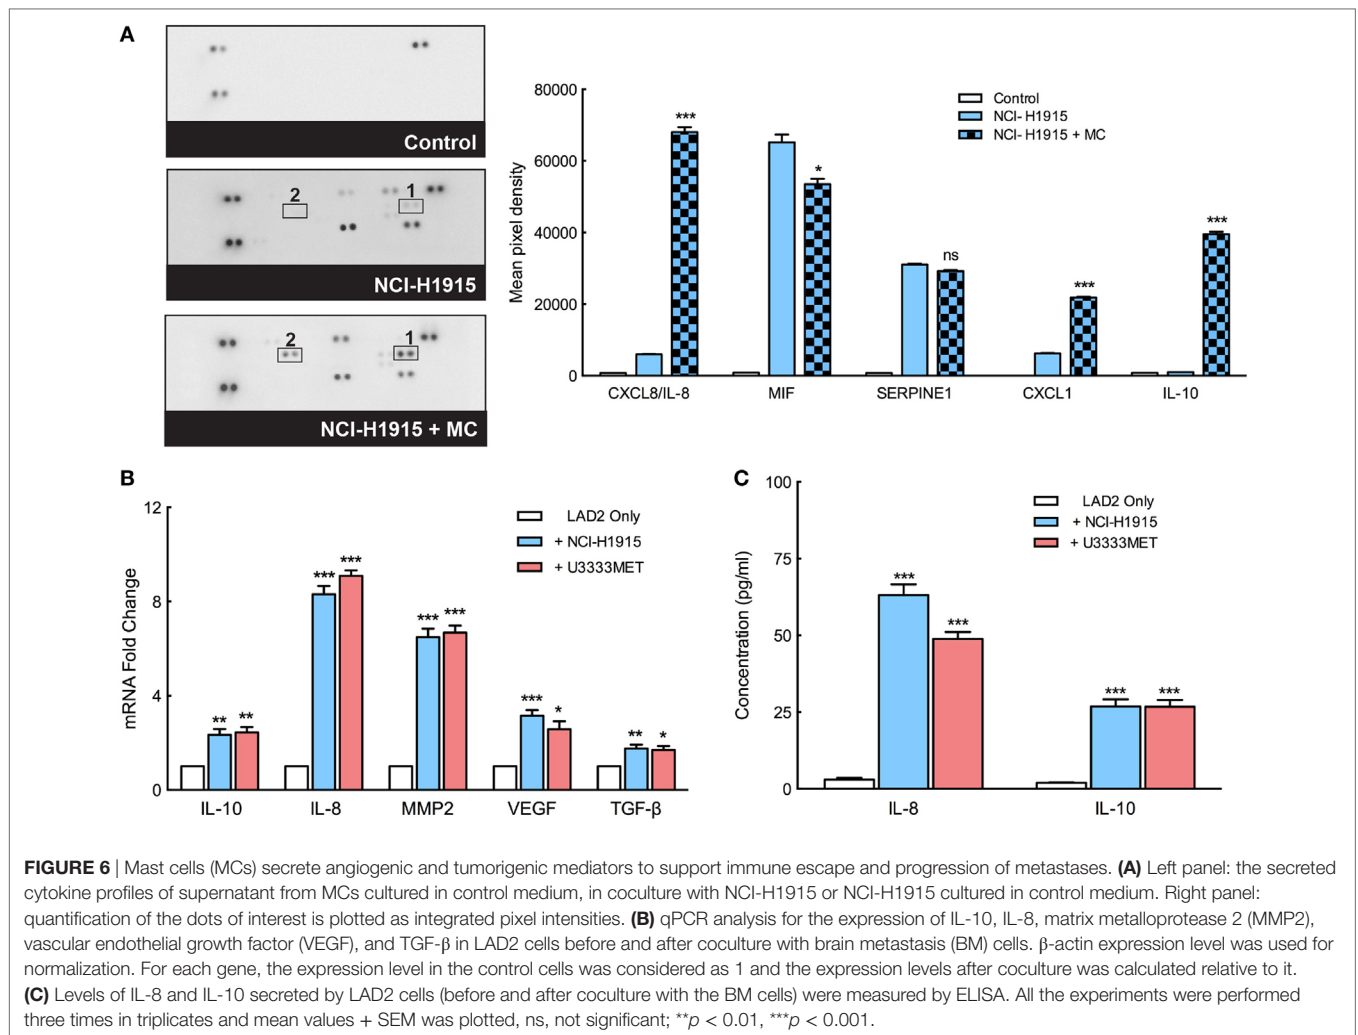 A
Control
2
1
NCI-H1915
2
1
NCI-H1915 + MC
Mean pixel density
80000
60000
40000
20000
0
Control
NCI- H1915
NCI- H1915 + MC
***
*
ns
***
***
CXCL8/IL-8 MIF SERPINE1 CXCL1 IL-10
B
mRNA Fold Change
12
8
4
0
LAD2 Only
+ NCI-H1915
+ U3333MET
** **
*** ***
*** ***
*** *
** *
IL-10 IL-8 MMP2 VEGF TGF-β
C
Concentration (pg/ml)
100
75
50
25
0
LAD2 Only
+ NCI-H1915
+ U3333MET
*** ***
*** ***
IL-8 IL-10
FIGURE 6 | Mast cells (MCs) secrete angiogenic and tumorigenic mediators to support immune escape and progression of metastases. (A) Left panel: the secreted
cytokine profiles of supernatant from MCs cultured in control medium, in coculture with NCI-H1915 or NCI-H1915 cultured in control medium. Right panel:
quantification of the dots of interest is plotted as integrated pixel intensities. (B) qPCR analysis for the expression of IL-10, IL-8, matrix metalloprotease 2 (MMP2),
vascular endothelial growth factor (VEGF), and TGF-β in LAD2 cells before and after coculture with brain metastasis (BM) cells. β-actin expression level was used for
normalization. For each gene, the expression level in the control cells was considered as 1 and the expression levels after coculture was calculated relative to it.
(C) Levels of IL-8 and IL-10 secreted by LAD2 cells (before and after coculture with the BM cells) were measured by ELISA. All the experiments were performed
three times in triplicates and mean values + SEM was plotted, ns, not significant; **p < 0.01, ***p < 0.001.